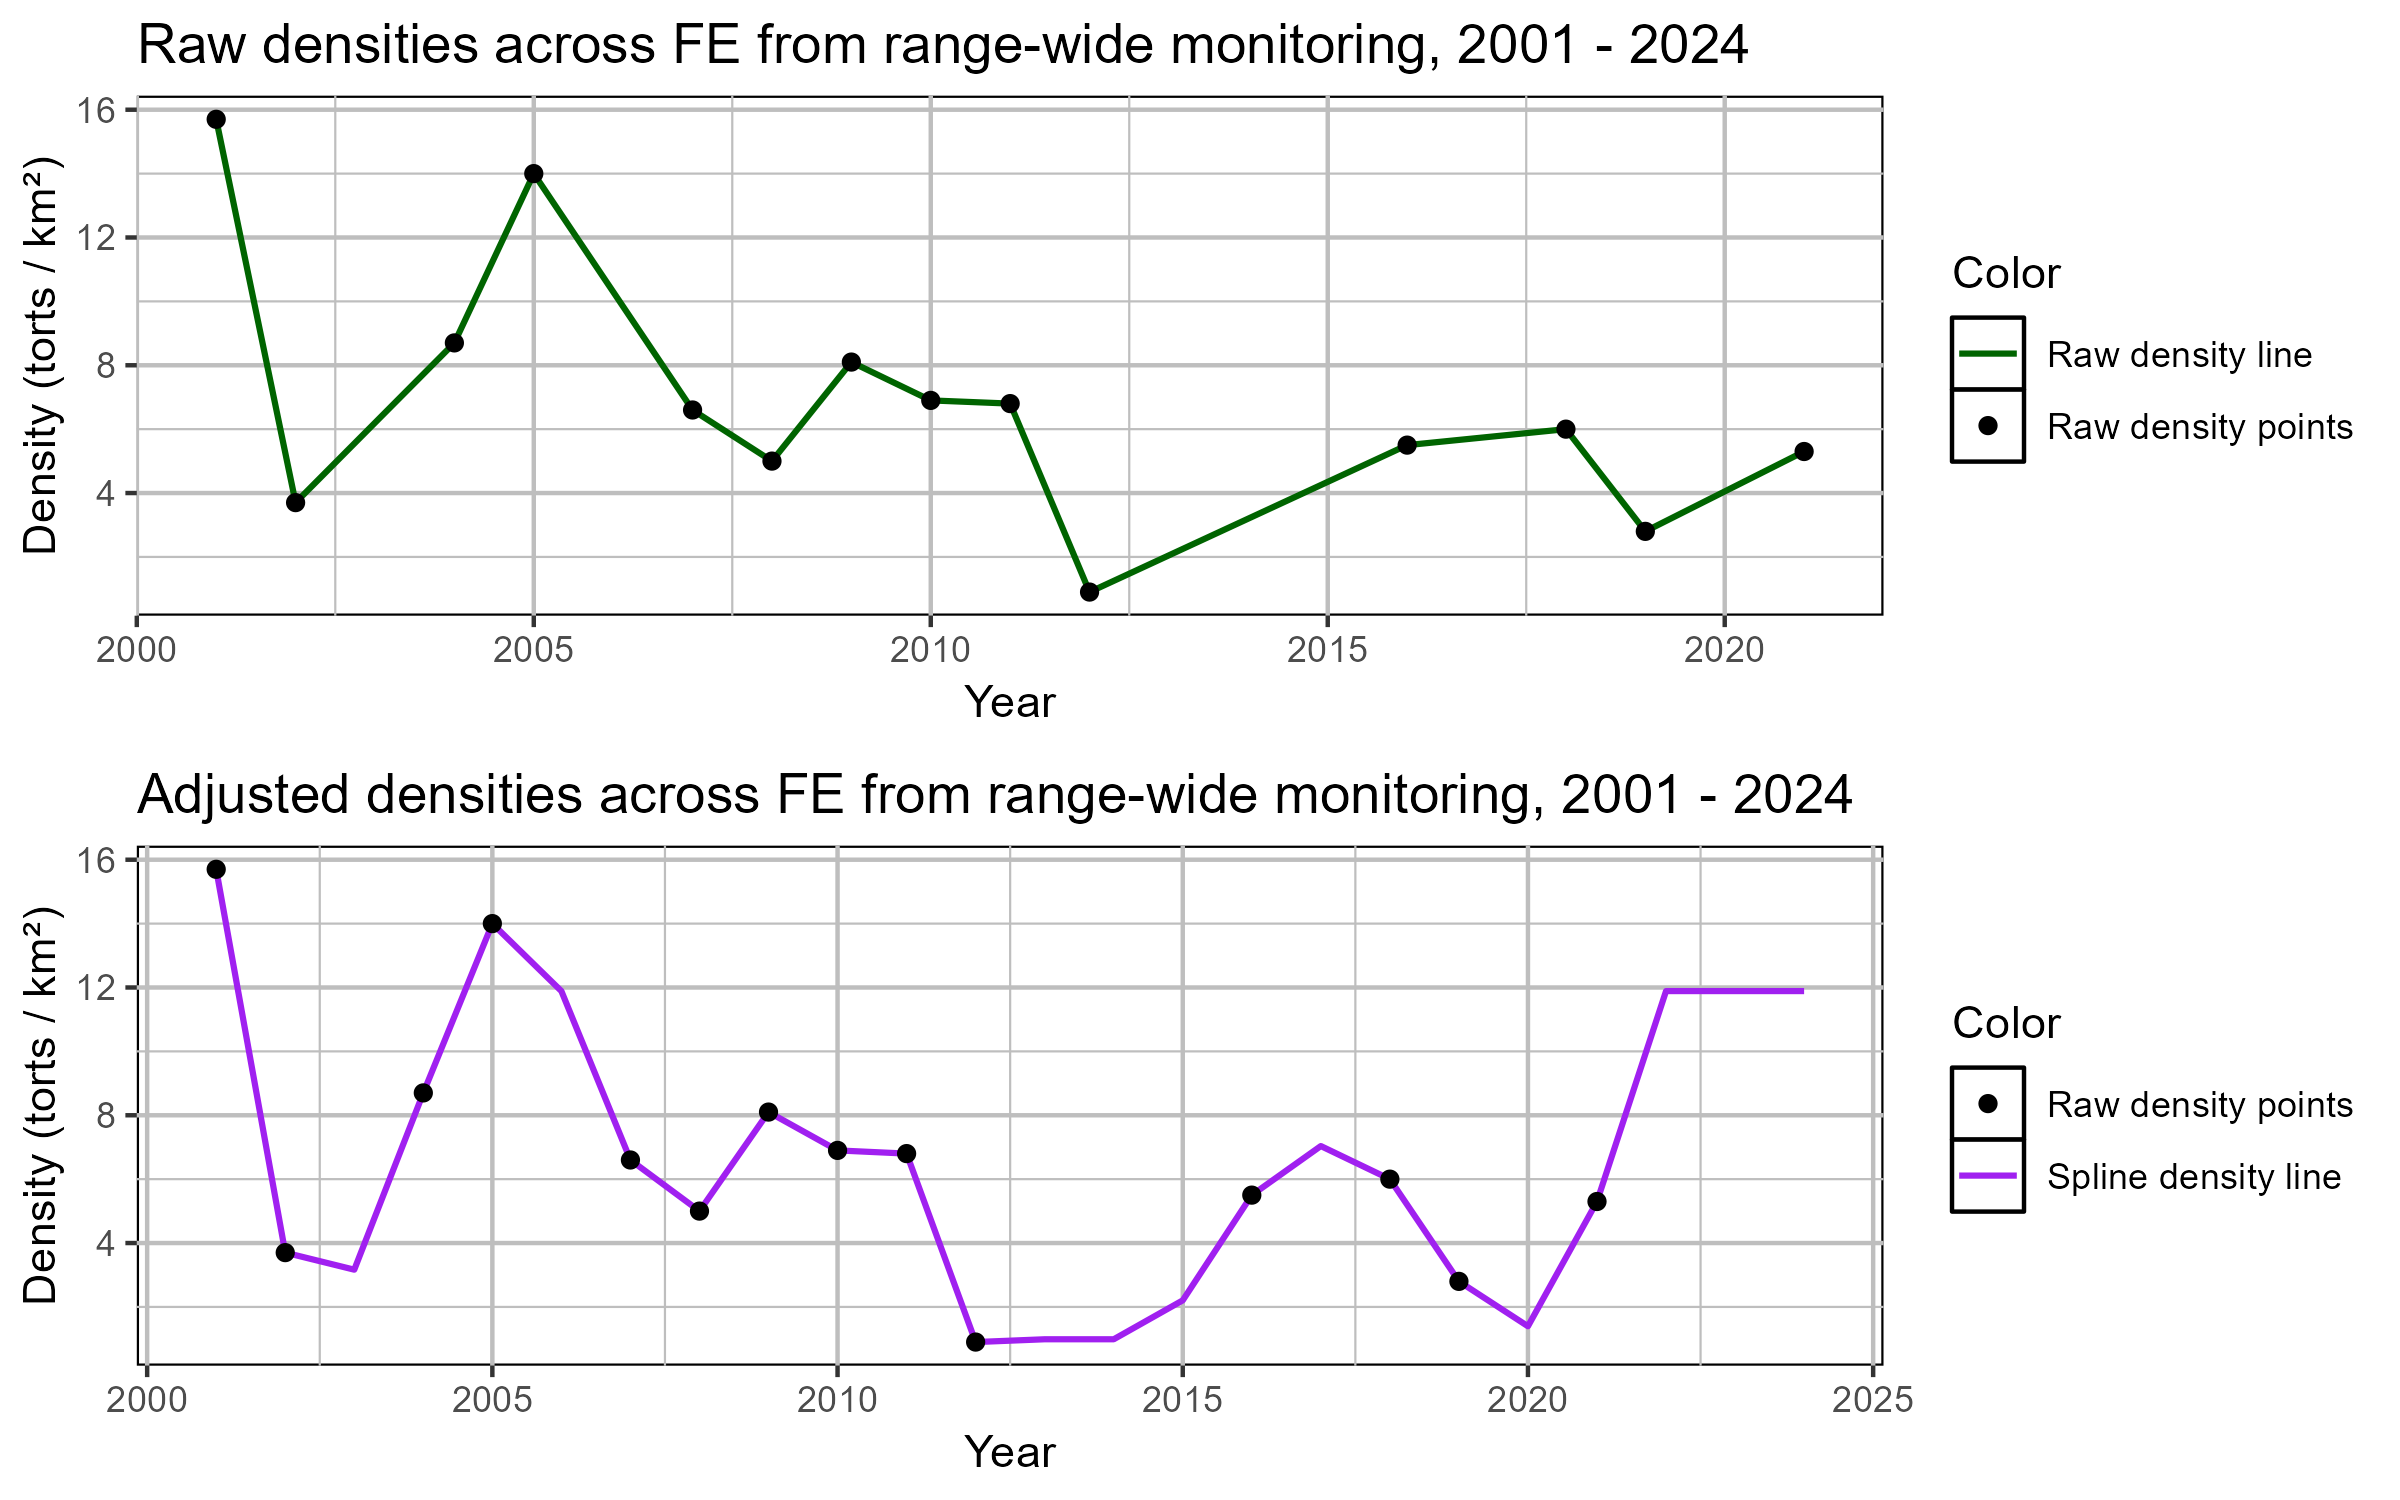 Raw densities across FE from range-wide monitoring, 2001 - 2024
Density (torts / km²)
16
12
8
4
2000 2005 2010 2015 2020
Year
Color
Raw density line
Raw density points
Adjusted densities across FE from range-wide monitoring, 2001 - 2024
Density (torts / km²)
16
12
8
4
2000 2005 2010 2015 2020 2025
Year
Color
Raw density points
Spline density line